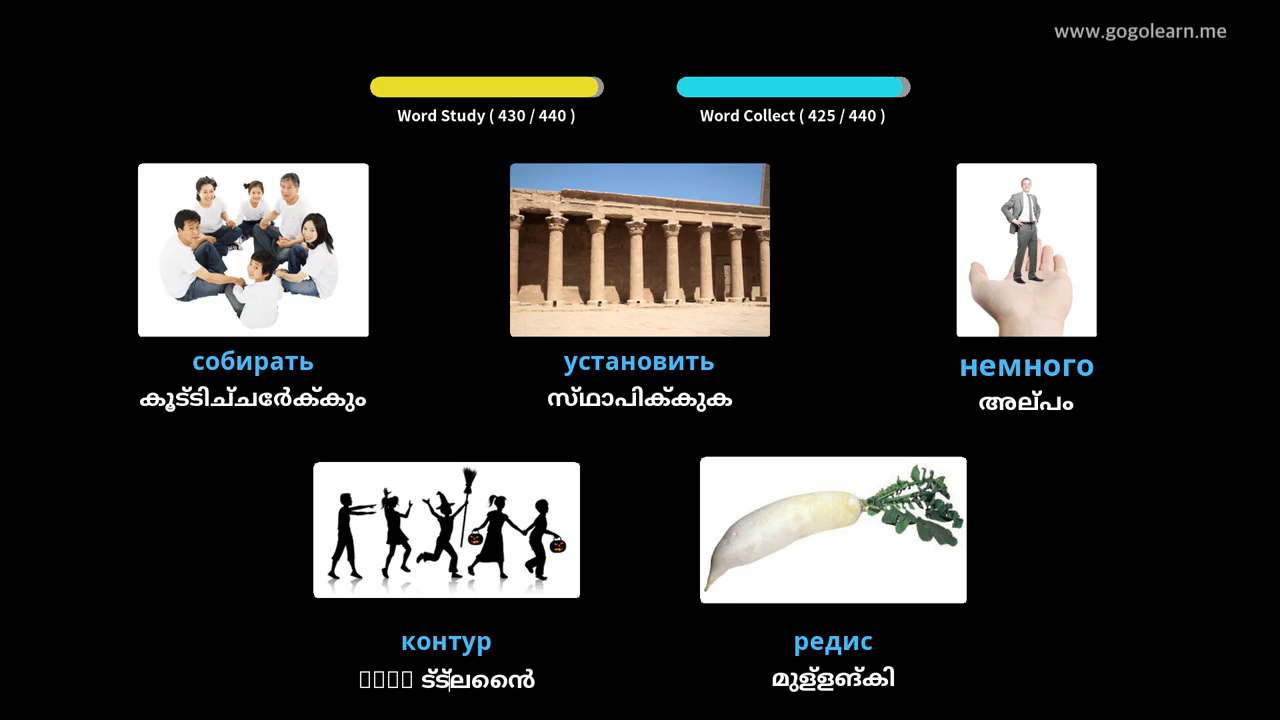 www.gogolearn.me
Word Study ( 430 / 440 )
Word Collect ( 425 / 440 )
собирать
കൂട്ടിച്ചേർക്കും
установить
സ്ഥാപിക്കുക
немного
അല്പം
контур
редис
മുള്ളങ്കി